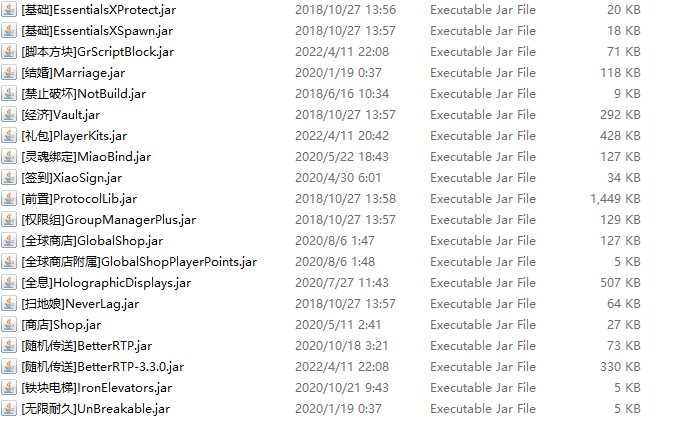 [基础]EssentialsXProtect.jar 2018/10/27 13:56 Executable Jar File 20 KB
[基础]EssentialsXSpawn.jar 2018/10/27 13:57 Executable Jar File 18 KB
[脚本方块]GrScriptBlock.jar 2022/4/11 22:08 Executable Jar File 71 KB
[结婚]Marriage.jar 2020/1/19 0:37 Executable Jar File 118 KB
[禁止破坏]NotBuild.jar 2018/6/16 10:34 Executable Jar File 9 KB
[经济]Vault.jar 2018/10/27 13:57 Executable Jar File 292 KB
[礼包]PlayerKits.jar 2022/4/11 20:42 Executable Jar File 428 KB
[灵魂绑定]MiaoBind.jar 2020/5/22 18:43 Executable Jar File 127 KB
[签到]XiaoSign.jar 2020/4/30 6:01 Executable Jar File 34 KB
[前置]ProtocolLib.jar 2018/10/27 13:58 Executable Jar File 1,449 KB
[权限组]GroupManagerPlus.jar 2018/10/27 13:57 Executable Jar File 129 KB
[全球商店]GlobalShop.jar 2020/8/6 1:47 Executable Jar File 127 KB
[全球商店附属]GlobalShopPlayerPoints.jar 2020/8/6 1:48 Executable Jar File 5 KB
[全息]HolographicDisplays.jar 2020/7/27 11:43 Executable Jar File 507 KB
[扫地娘]NeverLag.jar 2018/10/27 13:57 Executable Jar File 64 KB
[商店]Shop.jar 2020/5/11 2:41 Executable Jar File 27 KB
[随机传送]BetterRTP.jar 2020/10/18 3:21 Executable Jar File 73 KB
[随机传送]BetterRTP-3.3.0.jar 2022/4/11 22:08 Executable Jar File 330 KB
[铁块电梯]IronElevators.jar 2020/10/21 9:43 Executable Jar File 5 KB
[无限耐久]UnBreakable.jar 2020/1/19 0:37 Executable Jar File 5 KB